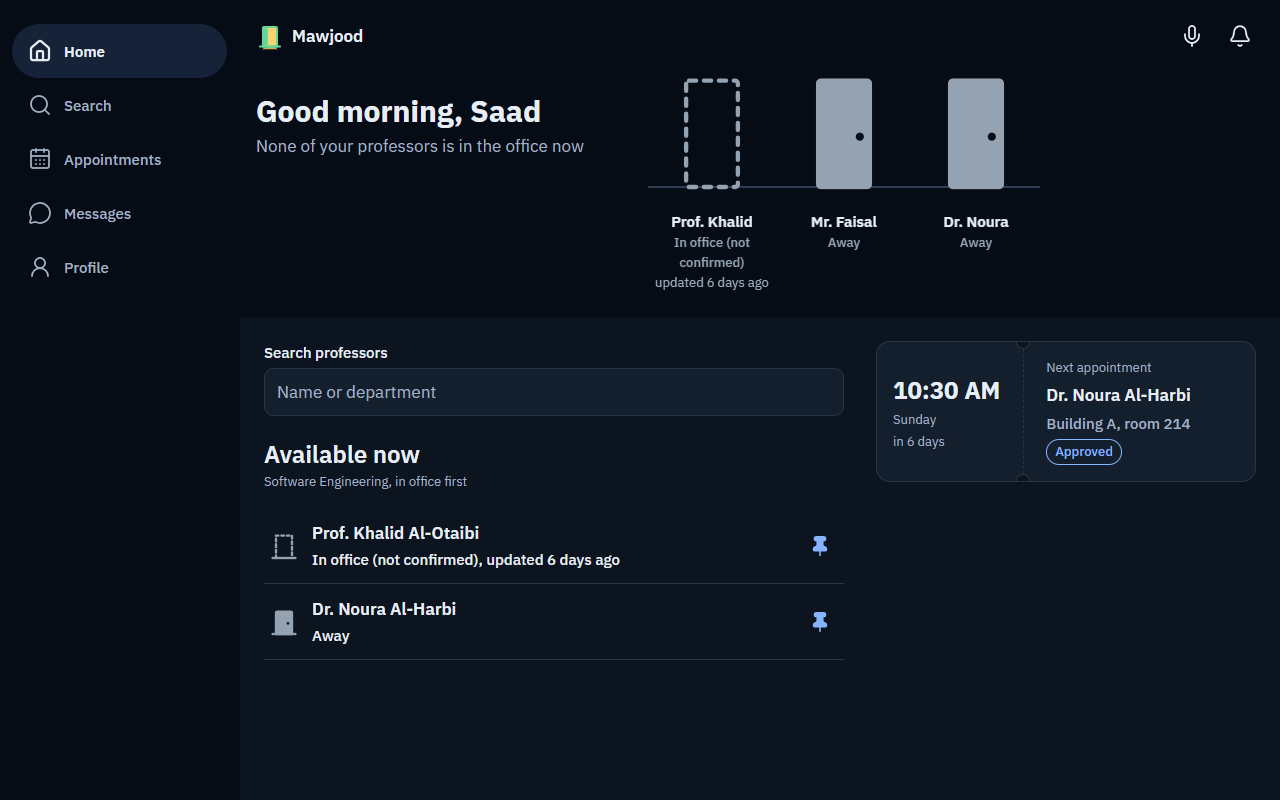 Home
Search
Appointments
Messages
Profile
Mawjood
Good morning, Saad
None of your professors is in the office now
Prof. Khalid
In office (not
confirmed)
updated 6 days ago
Mr. Faisal
Away
Dr. Noura
Away
Search professors
Name or department
Available now
Software Engineering, in office first
Prof. Khalid Al-Otaibi
In office (not confirmed), updated 6 days ago
Dr. Noura Al-Harbi
Away
10:30 AM
Sunday
in 6 days
Next appointment
Dr. Noura Al-Harbi
Building A, room 214
Approved